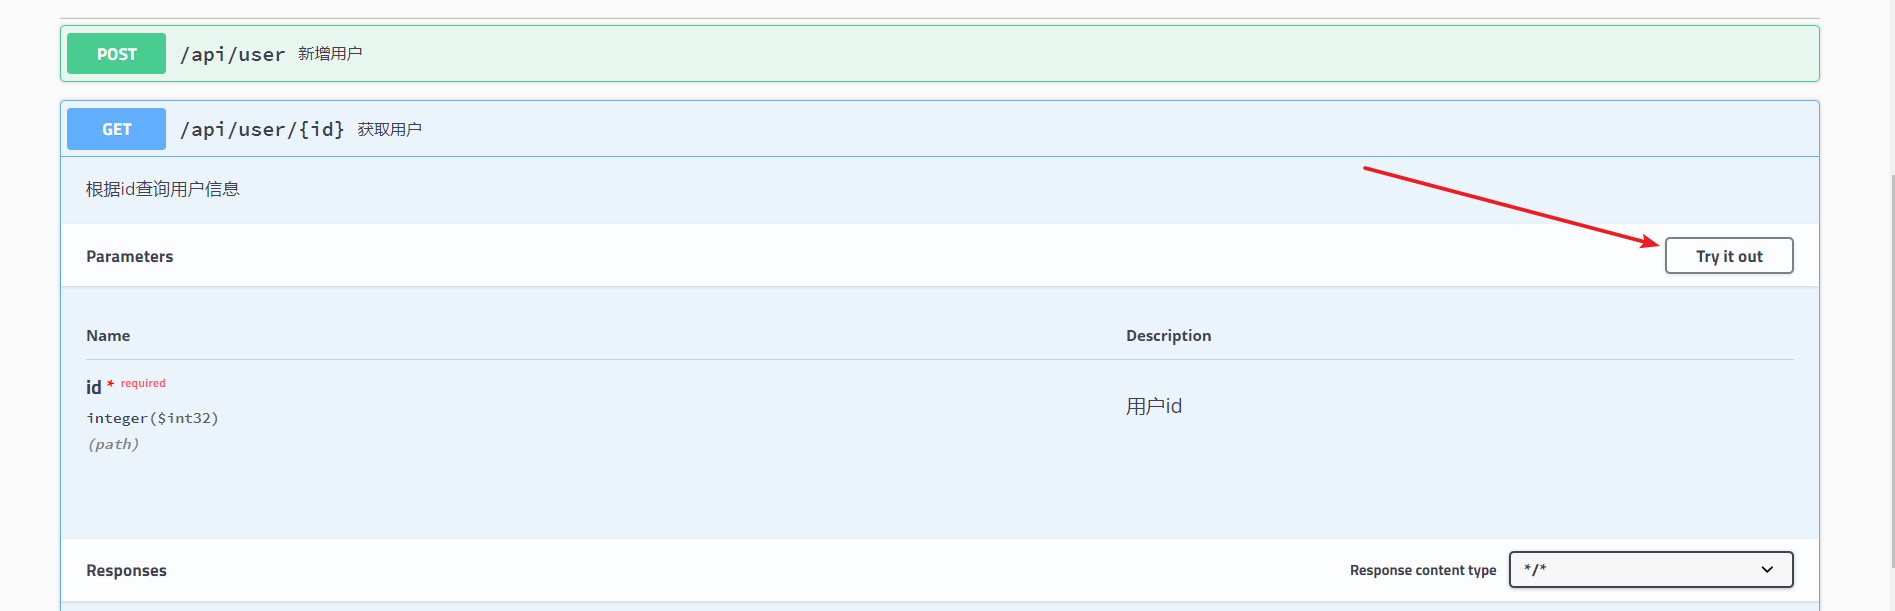 POST /api/user 新增用户
GET /api/user/{id} 获取用户
根据id查询用户信息
Parameters Try it out
Name Description
id * required
integer($int32)
(path)
用户id
Responses Response content type */*